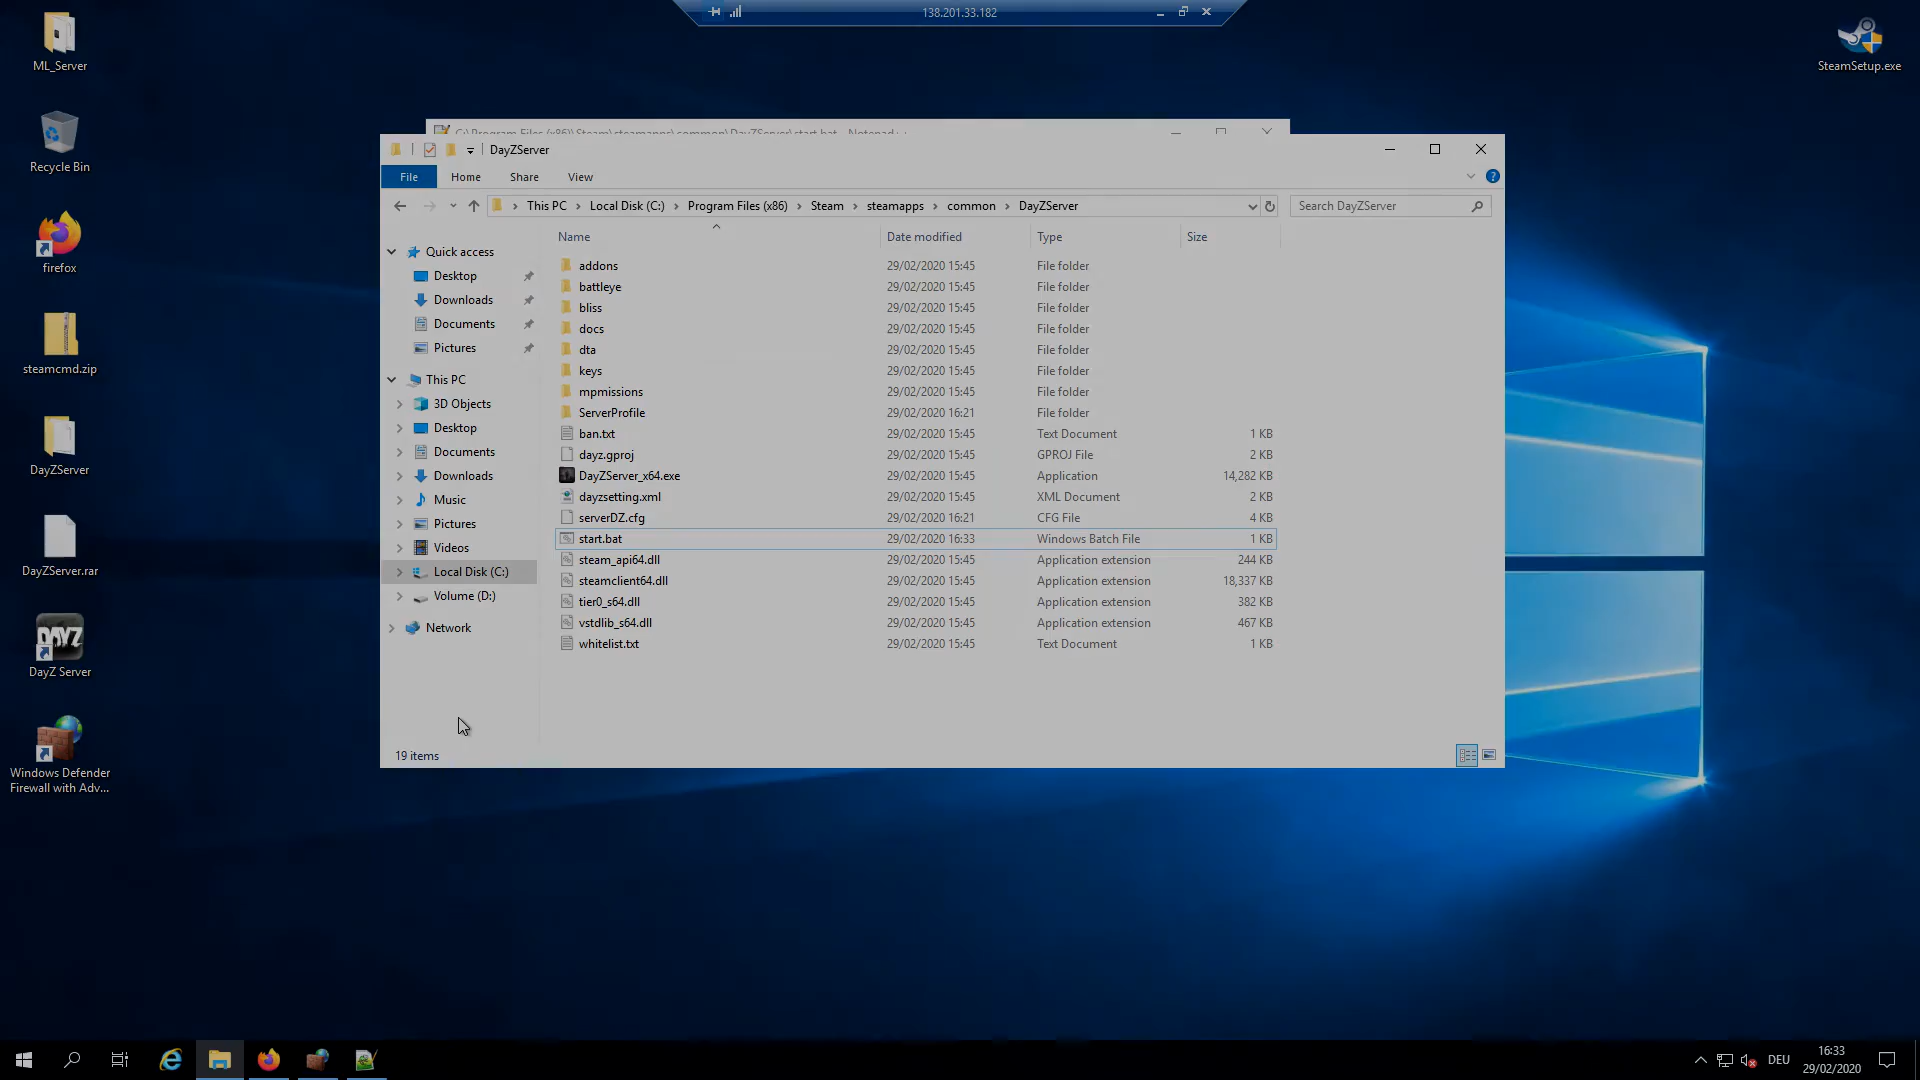 138.201.33.182
ML_Server
SteamSetup.exe
Recycle Bin
firefox
steamcmd.zip
DayZServer
DayZServer.rar
DayZ Server
Windows Defender
Firewall with Adv...
C:\Program Files (x86)\Steam\steamapps\common\DayZServer\start.bat - Notepad++
DayZServer
File Home Share View
This PC Local Disk (C:) Program Files (x86) Steam steamapps common DayZServer
Search DayZServer
Quick access
Desktop
Downloads
Documents
Pictures
This PC
3D Objects
Desktop
Documents
Downloads
Music
Pictures
Videos
Local Disk (C:)
Volume (D:)
Network
Name Date modified Type Size
addons 29/02/2020 15:45 File folder
battleye 29/02/2020 15:45 File folder
bliss 29/02/2020 15:45 File folder
docs 29/02/2020 15:45 File folder
dta 29/02/2020 15:45 File folder
keys 29/02/2020 15:45 File folder
mpmissions 29/02/2020 15:45 File folder
ServerProfile 29/02/2020 16:21 File folder
ban.txt 29/02/2020 15:45 Text Document 1 KB
dayz.gproj 29/02/2020 15:45 GPROJ File 2 KB
DayZServer_x64.exe 29/02/2020 15:45 Application 14,282 KB
dayzsetting.xml 29/02/2020 15:45 XML Document 2 KB
serverDZ.cfg 29/02/2020 16:21 CFG File 4 KB
start.bat 29/02/2020 16:33 Windows Batch File 1 KB
steam_api64.dll 29/02/2020 15:45 Application extension 244 KB
steamclient64.dll 29/02/2020 15:45 Application extension 18,337 KB
tier0_s64.dll 29/02/2020 15:45 Application extension 382 KB
vstdlib_s64.dll 29/02/2020 15:45 Application extension 467 KB
whitelist.txt 29/02/2020 15:45 Text Document 1 KB
19 items
DAYZ
DEU
16:33
29/02/2020